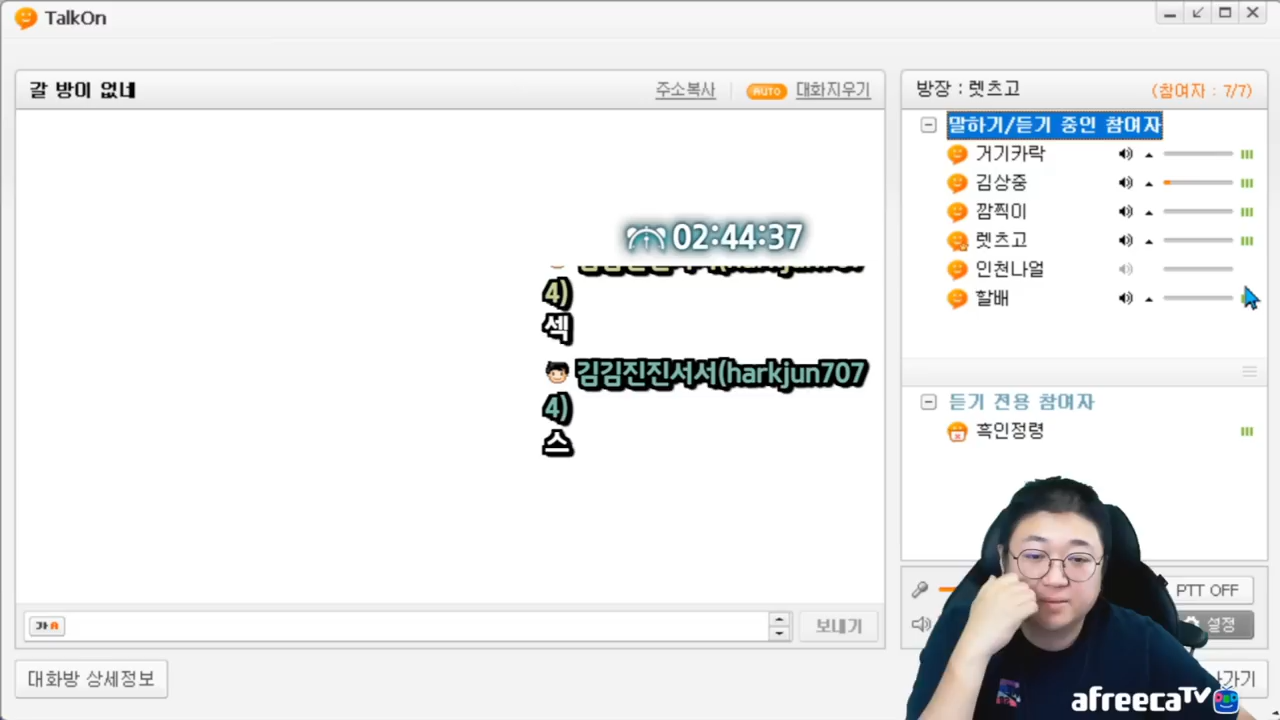 TalkOn
갈 방이 없네
주소복사
AUTO
대화지우기
방장 : 렛츠고
(참여자 : 7/7)
말하기/듣기 중인 참여자
거기카락
김상중
깜찍이
렛츠고
인천나얼
할배
02:44:37
4)
섹
김김진진서서(harkjun707
4)
스
듣기 전용 참여자
흑인정령
PTT OFF
설정
가A
보내기
대화방 상세정보
나가기
afreecaTV